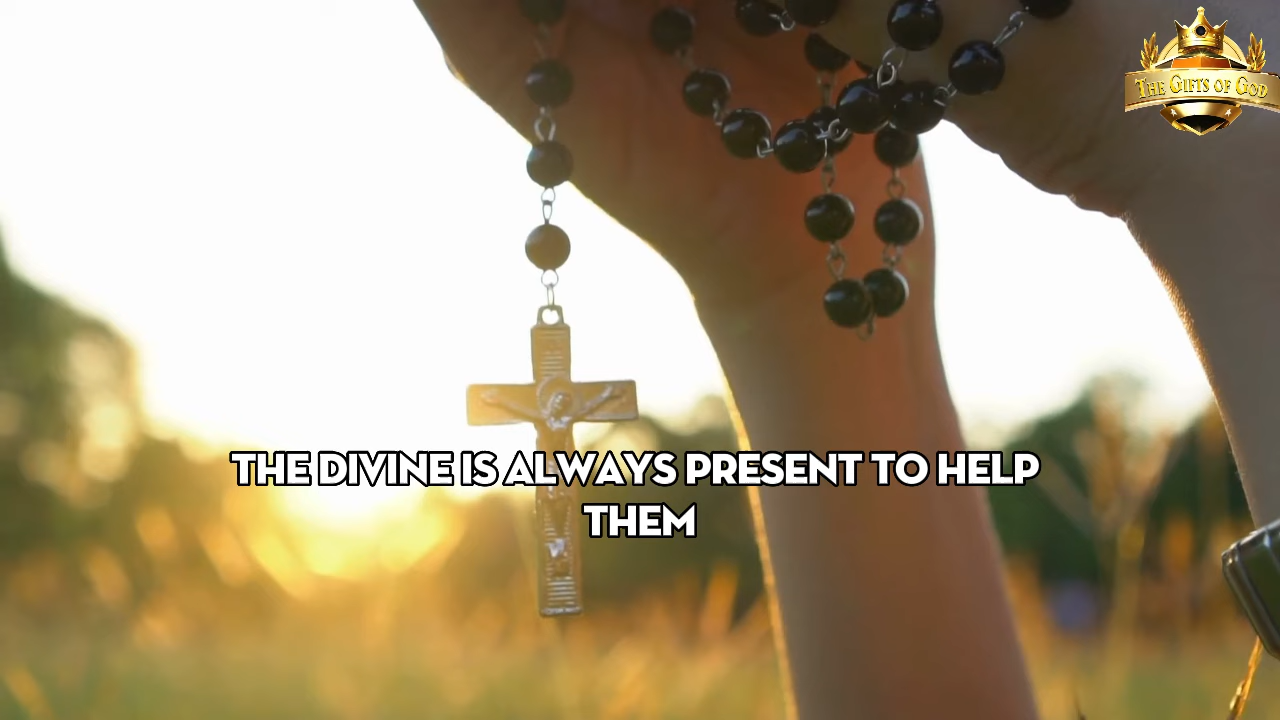 The Gifts of God
THE DIVINE IS ALWAYS PRESENT TO HELP
THEM